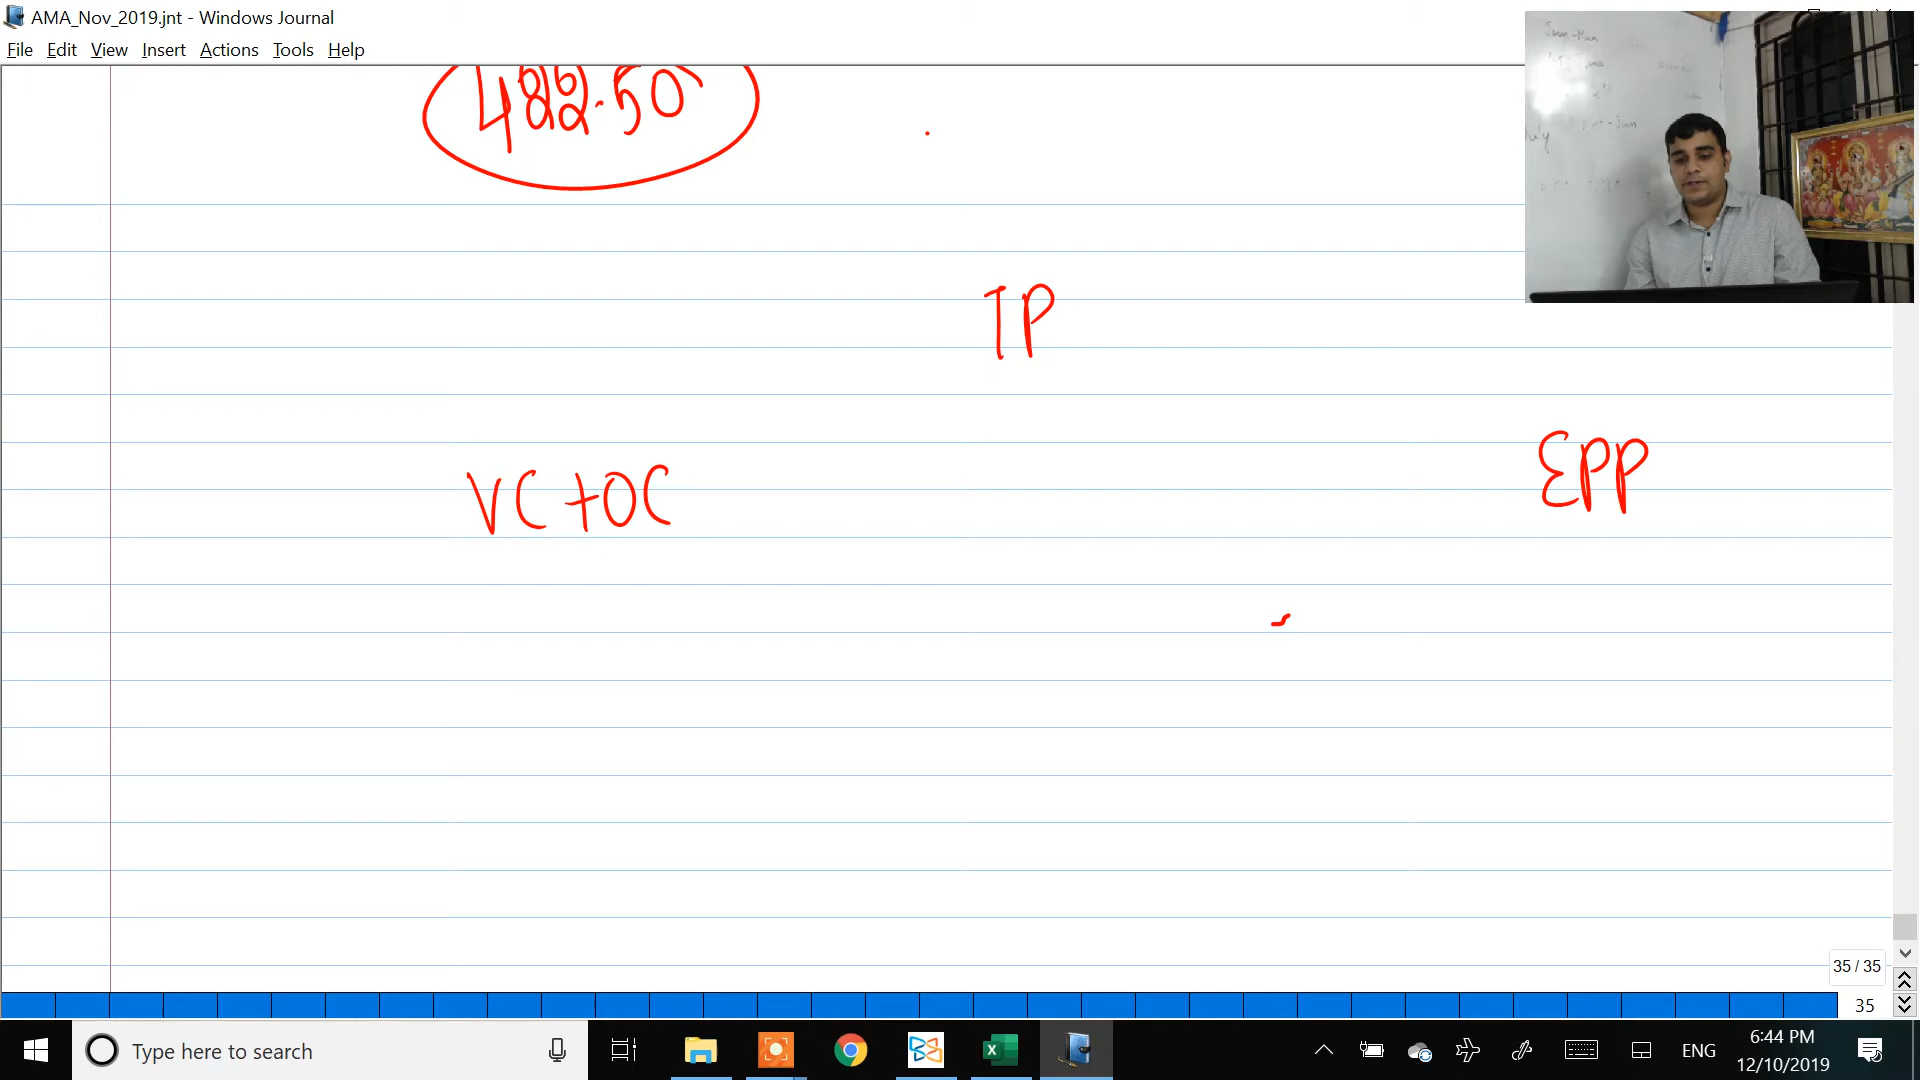 AMA_Nov_2019.jnt - Windows Journal
File Edit View Insert Actions Tools Help
422.50
TP
EPP
VC + OC
35 / 35
35
Type here to search
ENG
6:44 PM
12/10/2019